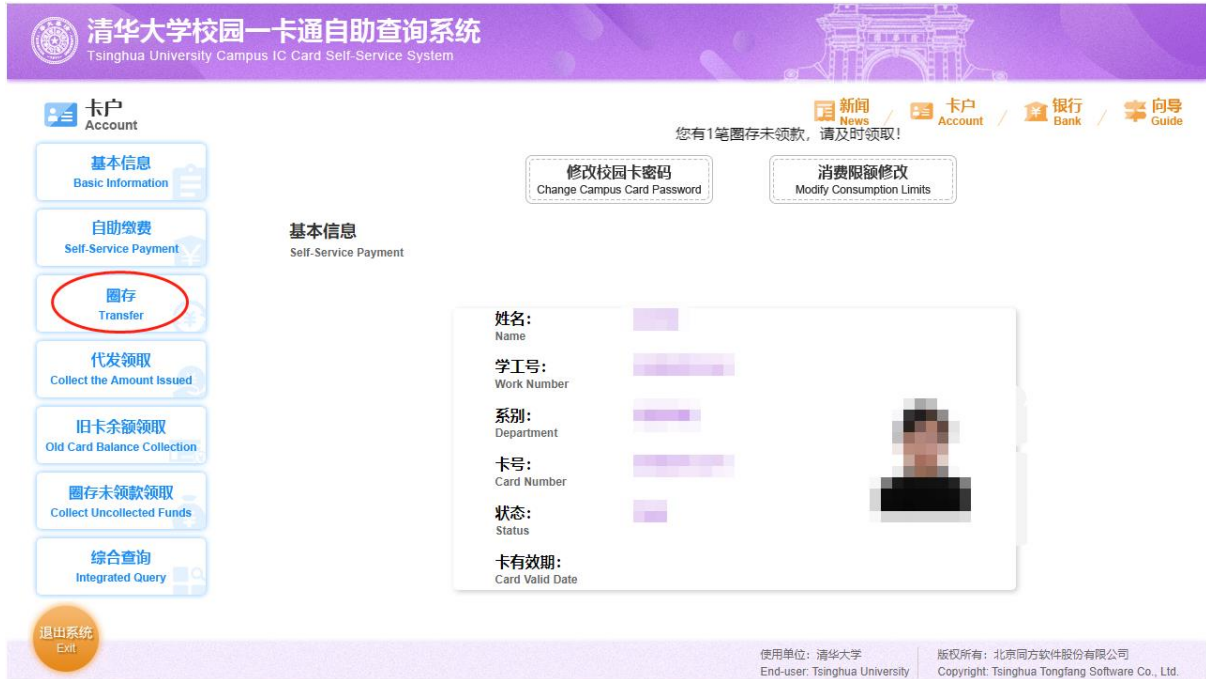 清华大学校园一卡通自助查询系统
Tsinghua University Campus IC Card Self-Service System
卡户
Account
新闻
News
卡户
Account
银行
Bank
向导
Guide
您有1笔圈存未领款，请及时领取！
基本信息
Basic Information
自助缴费
Self-Service Payment
圈存
Transfer
代发领取
Collect the Amount Issued
旧卡余额领取
Old Card Balance Collection
圈存未领款领取
Collect Uncollected Funds
综合查询
Integrated Query
退出系统
Exit
修改校园卡密码
Change Campus Card Password
消费限额修改
Modify Consumption Limits
基本信息
Self-Service Payment
姓名：
Name
学工号：
Work Number
系别：
Department
卡号：
Card Number
状态：
Status
卡有效期：
Card Valid Date
使用单位：清华大学
End-user: Tsinghua University
版权所有：北京同方软件股份有限公司
Copyright: Tsinghua Tongfang Software Co., Ltd.